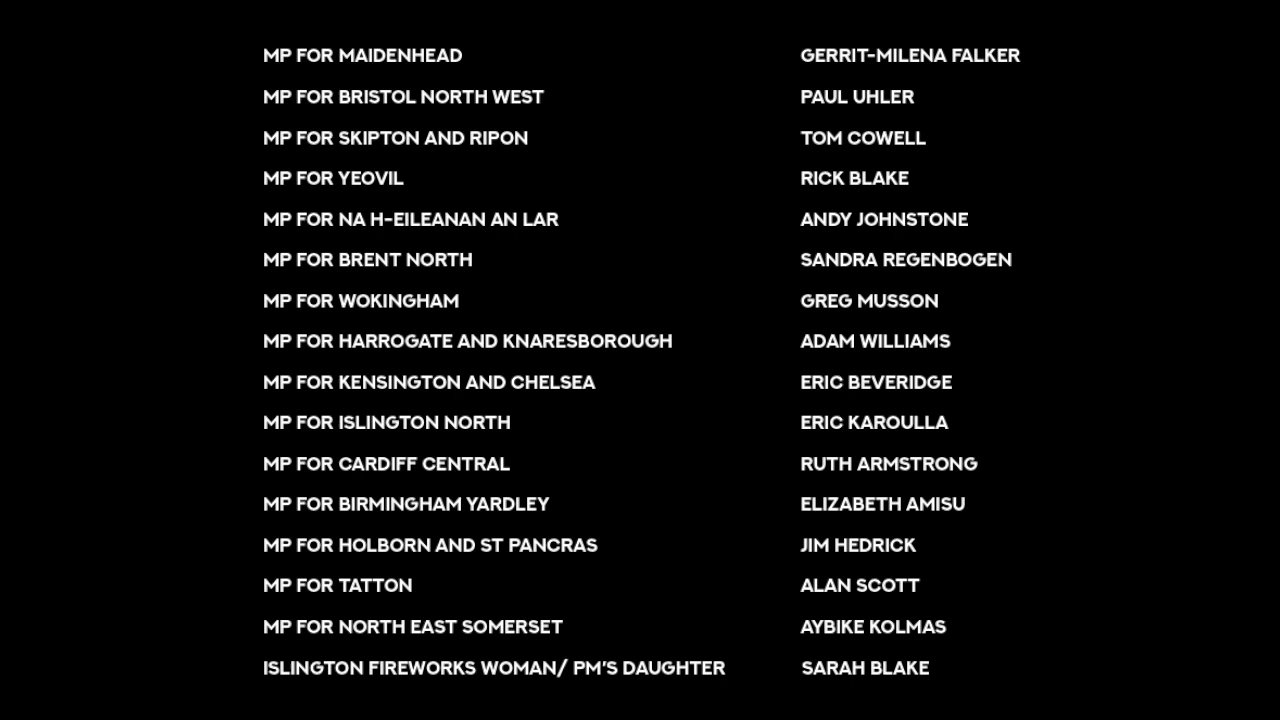 MP FOR MAIDENHEAD GERRIT-MILENA FALKER
MP FOR BRISTOL NORTH WEST PAUL UHLER
MP FOR SKIPTON AND RIPON TOM COWELL
MP FOR YEOVIL RICK BLAKE
MP FOR NA H-EILEANAN AN LAR ANDY JOHNSTONE
MP FOR BRENT NORTH SANDRA REGENBOGEN
MP FOR WOKINGHAM GREG MUSSON
MP FOR HARROGATE AND KNARESBOROUGH ADAM WILLIAMS
MP FOR KENSINGTON AND CHELSEA ERIC BEVERIDGE
MP FOR ISLINGTON NORTH ERIC KAROULLA
MP FOR CARDIFF CENTRAL RUTH ARMSTRONG
MP FOR BIRMINGHAM YARDLEY ELIZABETH AMISU
MP FOR HOLBORN AND ST PANCRAS JIM HEDRICK
MP FOR TATTON ALAN SCOTT
MP FOR NORTH EAST SOMERSET AYBIKE KOLMAS
ISLINGTON FIREWORKS WOMAN/ PM'S DAUGHTER SARAH BLAKE